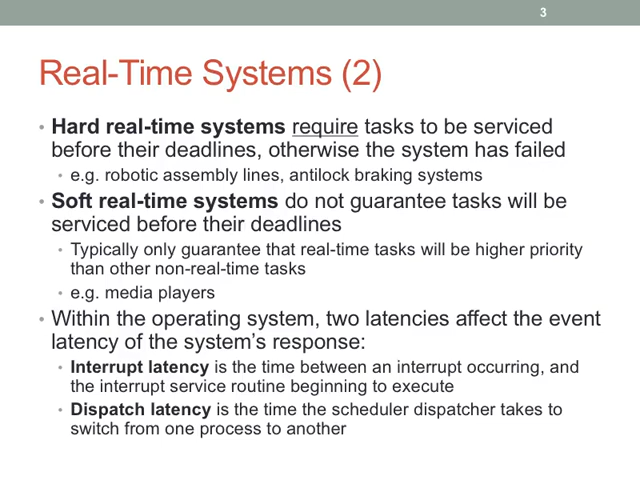 3
Real-Time Systems (2)
• Hard real-time systems require tasks to be serviced
before their deadlines, otherwise the system has failed
• e.g. robotic assembly lines, antilock braking systems
• Soft real-time systems do not guarantee tasks will be
serviced before their deadlines
• Typically only guarantee that real-time tasks will be higher priority
than other non-real-time tasks
• e.g. media players
• Within the operating system, two latencies affect the event
latency of the system's response:
• Interrupt latency is the time between an interrupt occurring, and
the interrupt service routine beginning to execute
• Dispatch latency is the time the scheduler dispatcher takes to
switch from one process to another